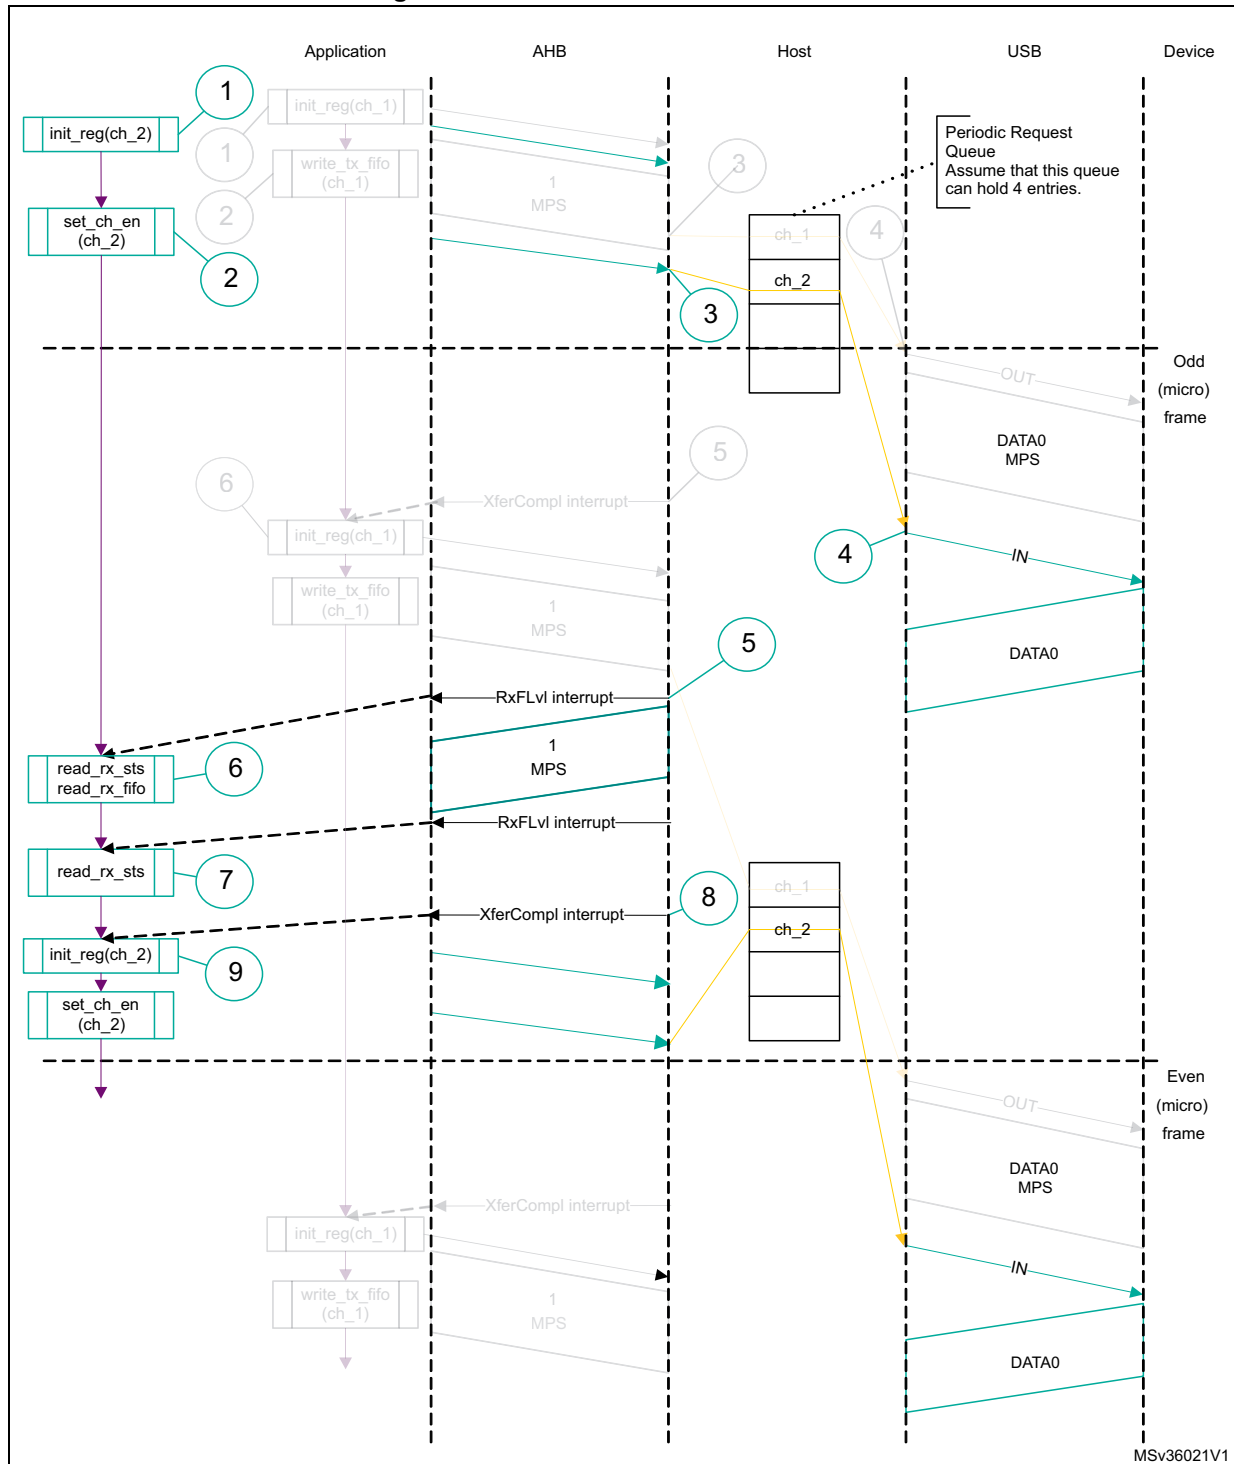 Application
AHB
Host
USB
Device
1
init_reg(ch_1)
init_reg(ch_2)
1
Periodic Request
Queue
Assume that this queue
can hold 4 entries.
write_tx_fifo
(ch_1)
3
1
MPS
2
set_ch_en
(ch_2)
ch_1
4
2
ch_2
3
Odd
(micro)
frame
OUT
DATA0
MPS
5
6
XferCompl interrupt
init_reg(ch_1)
4
IN
write_tx_fifo
(ch_1)
1
MPS
5
DATA0
RxFLvl interrupt
1
MPS
read_rx_sts
read_rx_fifo
6
RxFLvl interrupt
read_rx_sts
7
ch_1
8
XferCompl interrupt
ch_2
init_reg(ch_2)
9
set_ch_en
(ch_2)
Even
(micro)
frame
OUT
DATA0
MPS
XferCompl interrupt
init_reg(ch_1)
IN
write_tx_fifo
(ch_1)
1
MPS
DATA0
MSv36021V1